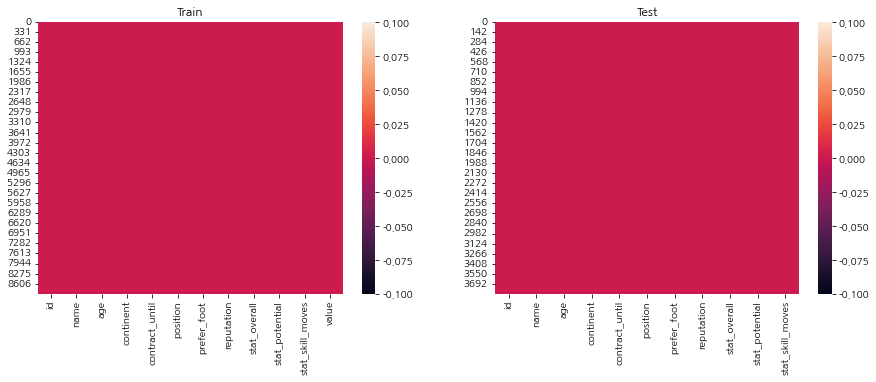 Train
0
331
662
993
1324
1655
1986
2317
2648
2979
3310
3641
3972
4303
4634
4965
5296
5627
5958
6289
6620
6951
7282
7613
7944
8275
8606
id
name
age
continent
contract_until
position
prefer_foot
reputation
stat_overall
stat_potential
stat_skill_moves
value
0,100
0,075
0,050
0,025
0,000
-0,025
-0,050
-0,075
-0,100
Test
0
142
284
426
568
710
852
994
1136
1278
1420
1562
1704
1846
1988
2130
2272
2414
2556
2698
2840
2982
3124
3266
3408
3550
3692
id
name
age
continent
contract_until
position
prefer_foot
reputation
stat_overall
stat_potential
stat_skill_moves
0,100
0,075
0,050
0,025
0,000
-0,025
-0,050
-0,075
-0,100